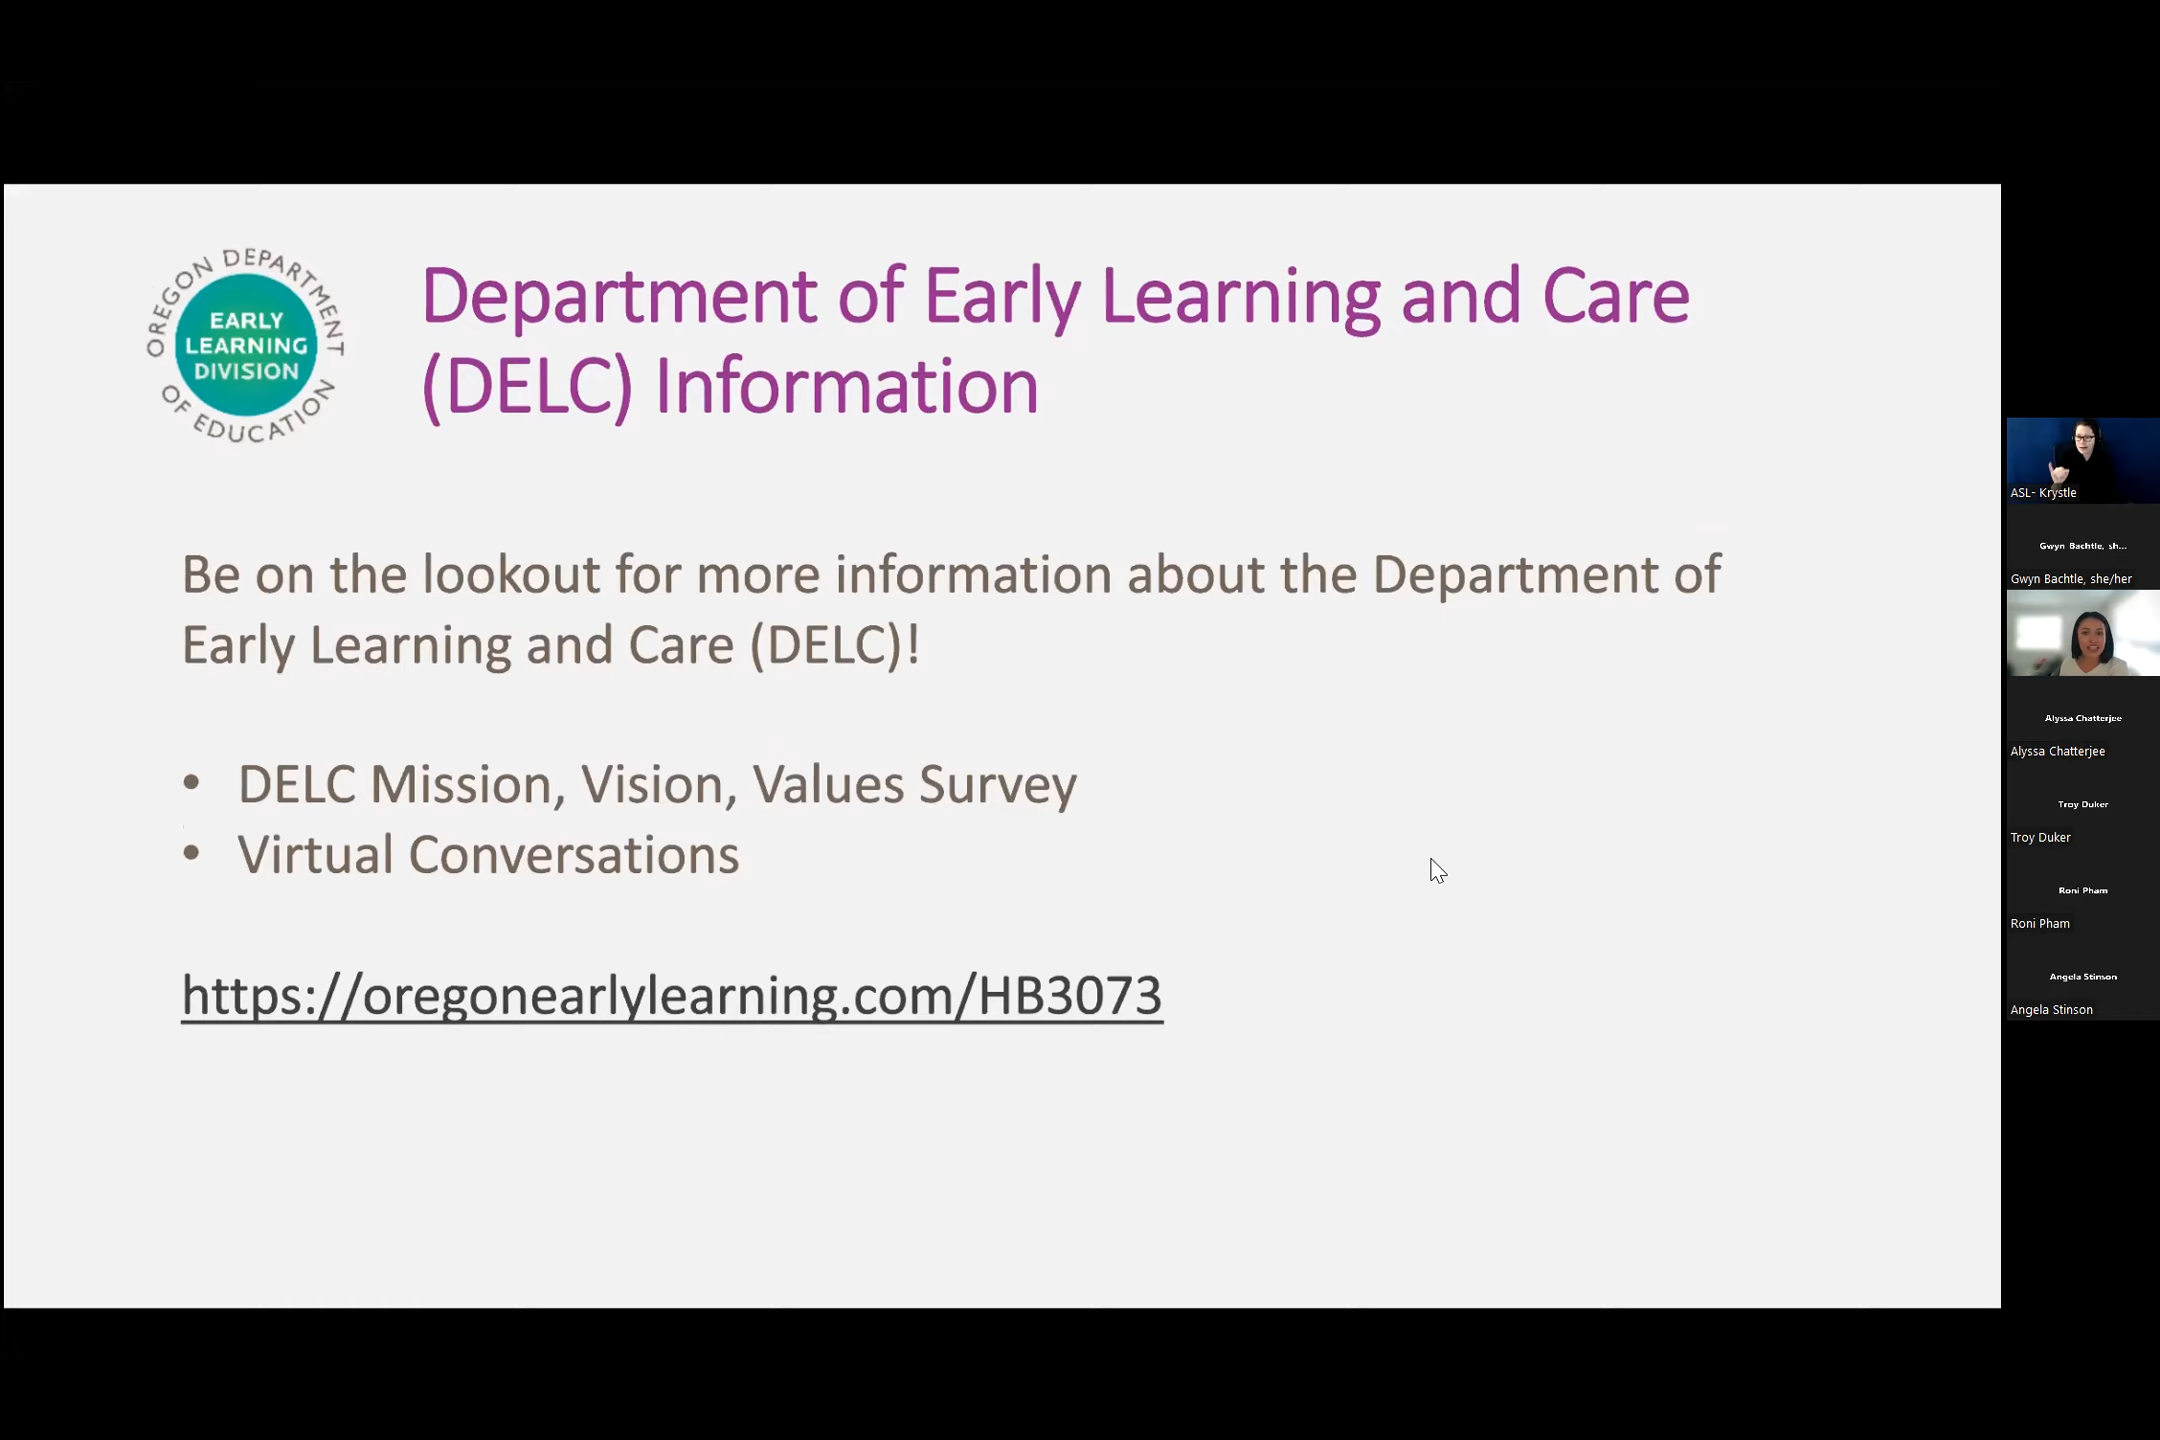 OREGON DEPARTMENT
OF EDUCATION
EARLY
LEARNING
DIVISION
Department of Early Learning and Care
(DELC) Information
Be on the lookout for more information about the Department of
Early Learning and Care (DELC)!
• DELC Mission, Vision, Values Survey
• Virtual Conversations
https://oregonearlylearning.com/HB3073
ASL- Krystle
Gwyn Bachtle, sh...
Gwyn Bachtle, she/her
Alyssa Chatterjee
Alyssa Chatterjee
Troy Duker
Troy Duker
Roni Pham
Roni Pham
Angela Stinson
Angela Stinson